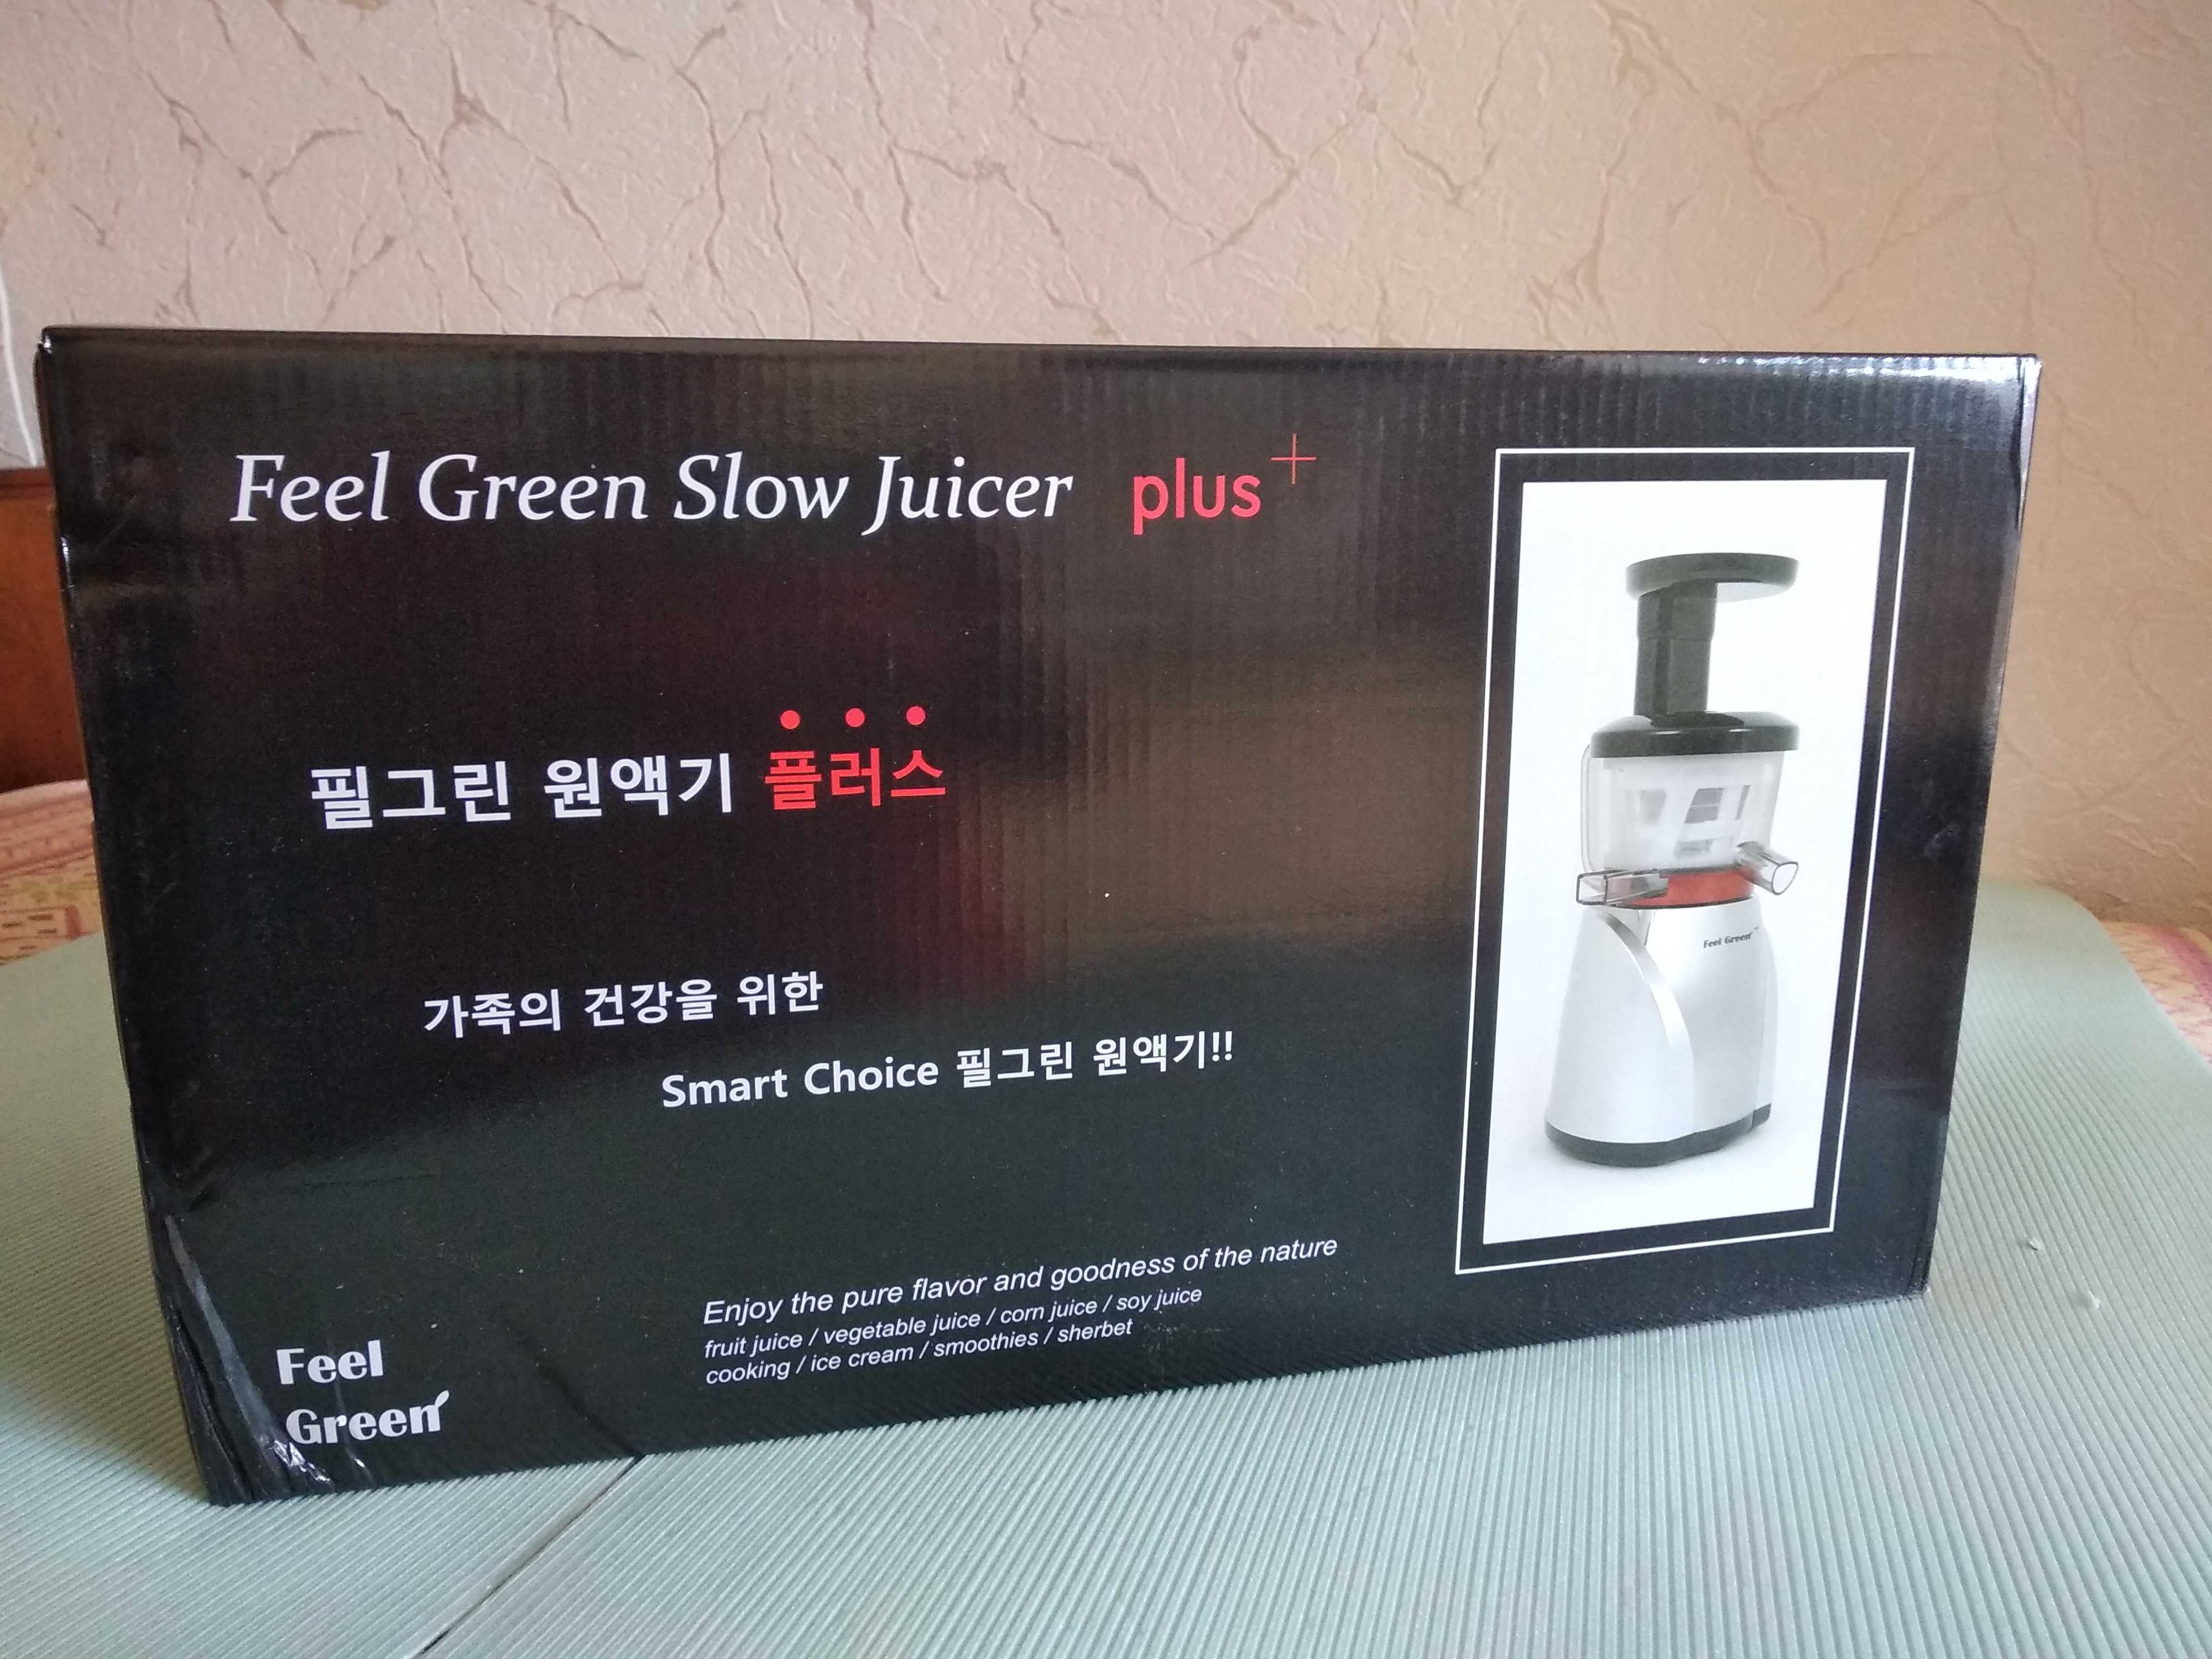 Feel Green Slow Juicer plus+
필그린 원액기 플러스
가족의 건강을 위한
Smart Choice 필그린 원액기!!
Feel Green
Enjoy the pure flavor and goodness of the nature
fruit juice / vegetable juice / corn juice / soy juice
cooking / ice cream / smoothies / sherbet
Feel
Green